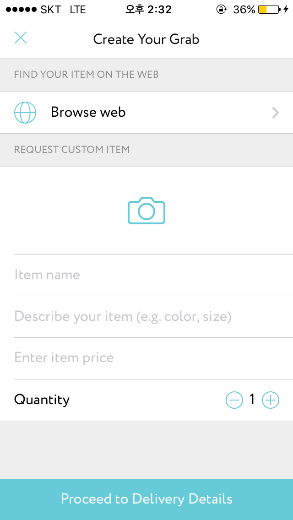 SKT LTE 오후 2:32 36%
Create Your Grab
FIND YOUR ITEM ON THE WEB
Browse web
REQUEST CUSTOM ITEM
Item name
Describe your item (e.g. color, size)
Enter item price
Quantity 1
Proceed to Delivery Details